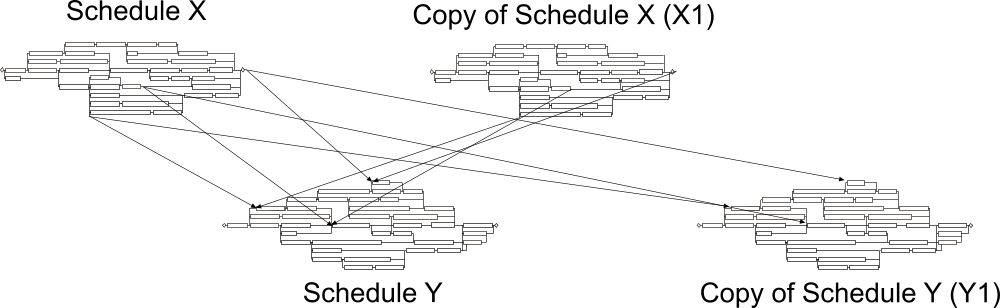 Schedule X
Copy of Schedule X (X1)
Schedule Y
Copy of Schedule Y (Y1)